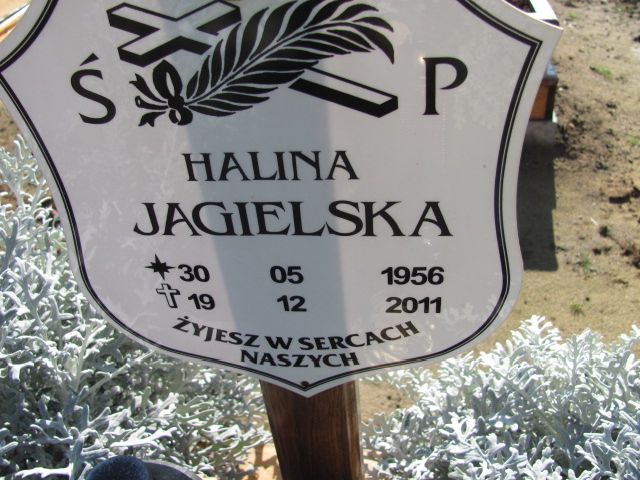 Ś P
HALINA
JAGIELSKA
30 05 1956
19 12 2011
ŻYJESZ W SERCACH
NASZYCH